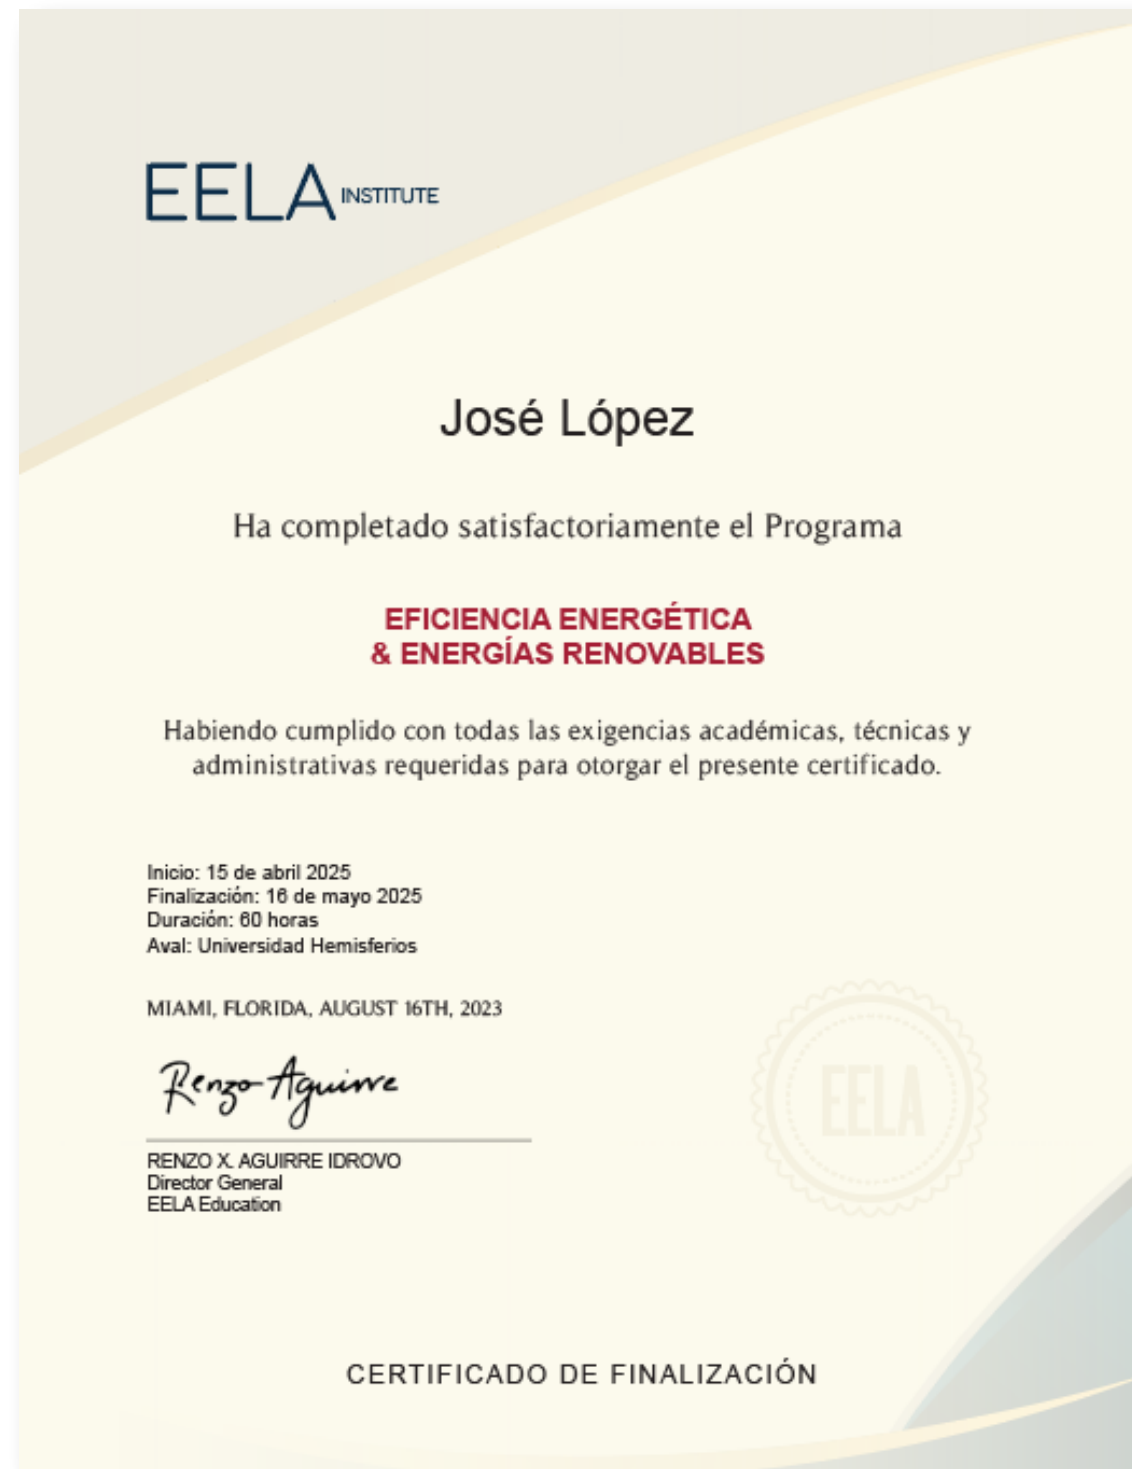 EELA INSTITUTE
José López
Ha completado satisfactoriamente el Programa
EFICIENCIA ENERGÉTICA
& ENERGÍAS RENOVABLES
Habiendo cumplido con todas las exigencias académicas, técnicas y
administrativas requeridas para otorgar el presente certificado.
Inicio: 15 de abril 2025
Finalización: 16 de mayo 2025
Duración: 60 horas
Aval: Universidad Hemisferios
MIAMI, FLORIDA, AUGUST 16TH, 2023
Renzo Aguirre
RENZO X. AGUIRRE IDROVO
Director General
EELA Education
EELA
CERTIFICADO DE FINALIZACIÓN